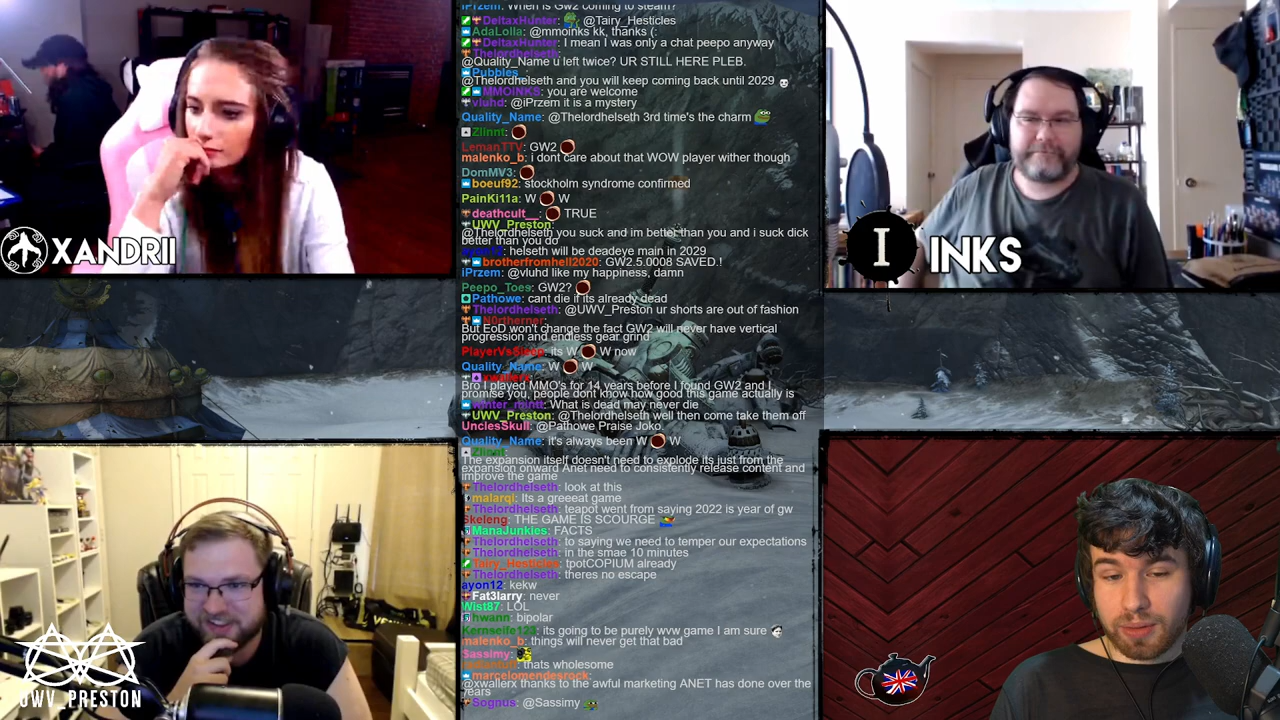 iPrzem: When is Gw2 coming to steam?
DeltaxHunter: @Tairy_Hesticles
AdaLolla: @mmoinks kk, thanks (:
DeltaxHunter: I mean I was only a chat peepo anyway
Thelordhelseth:
@Quality_Name u left twice? UR STILL HERE PLEB.
Pubbles_:
@Thelordhelseth and you will keep coming back until 2029
MMOINKS: you are welcome
vluhd: @iPrzem it is a mystery
Quality_Name: @Thelordhelseth 3rd time's the charm
Zlinnt:
LemanTTV: GW2
malenko_b: i dont care about that WOW player wither though
DomMV3:
boeuf92: stockholm syndrome confirmed
PainKi11a: W W
deathcult__: TRUE
UWV_Preston:
@Thelordhelseth you suck and im better than you and i suck dick
better than you do
ayon12: helseth will be deadeye main in 2029
brotherfromhell2020: GW2.5.0008 SAVED.!
iPrzem: @vluhd like my happiness, damn
Peepo_Toes: GW2?
Pathowe: cant die if its already dead
Thelordhelseth: @UWV_Preston ur shorts are out of fashion
N0rtherner:
But EoD won't change the fact GW2 will never have vertical
progression and endless gear grind
PlayerVsSleep: its W W now
Quality_Name: W W
xwallerx:
Bro I played MMO's for 14 years before I found GW2 and I
promise you, people dont know how good this game actually is
What is dead may never die
UWV_Preston: @Thelordhelseth well then come take them off
UnclesSkull: @Pathowe Praise Joko.
Quality_Name: it's always been W W
Zlinnt:
The expansion itself doesn't need to explode its just from the
expansion onward Anet need to consistently release content and
improve the game
Thelordhelseth: look at this
malarqi: Its a greeeat game
Thelordhelseth: teapot went from saying 2022 is year of gw
Skeleng: THE GAME IS SCOURGE
ManaJunkies: FACTS
Thelordhelseth: to saying we need to temper our expectations
Thelordhelseth: in the smae 10 minutes
Tairy_Hesticles: tpotCOPIUM already
Thelordhelseth: theres no escape
ayon12: kekw
Fat3larry: never
Wist87: LOL
hwann: bipolar
Kernseife123: its going to be purely wvw game I am sure
malenko_b: things will never get that bad
Sassimy:
thats wholesome
marcelomendesrock:
@xwallerx thanks to the awful marketing ANET has done over the
years
Sognus: @Sassimy
XANDRII
I INKS
UWV_PRESTON